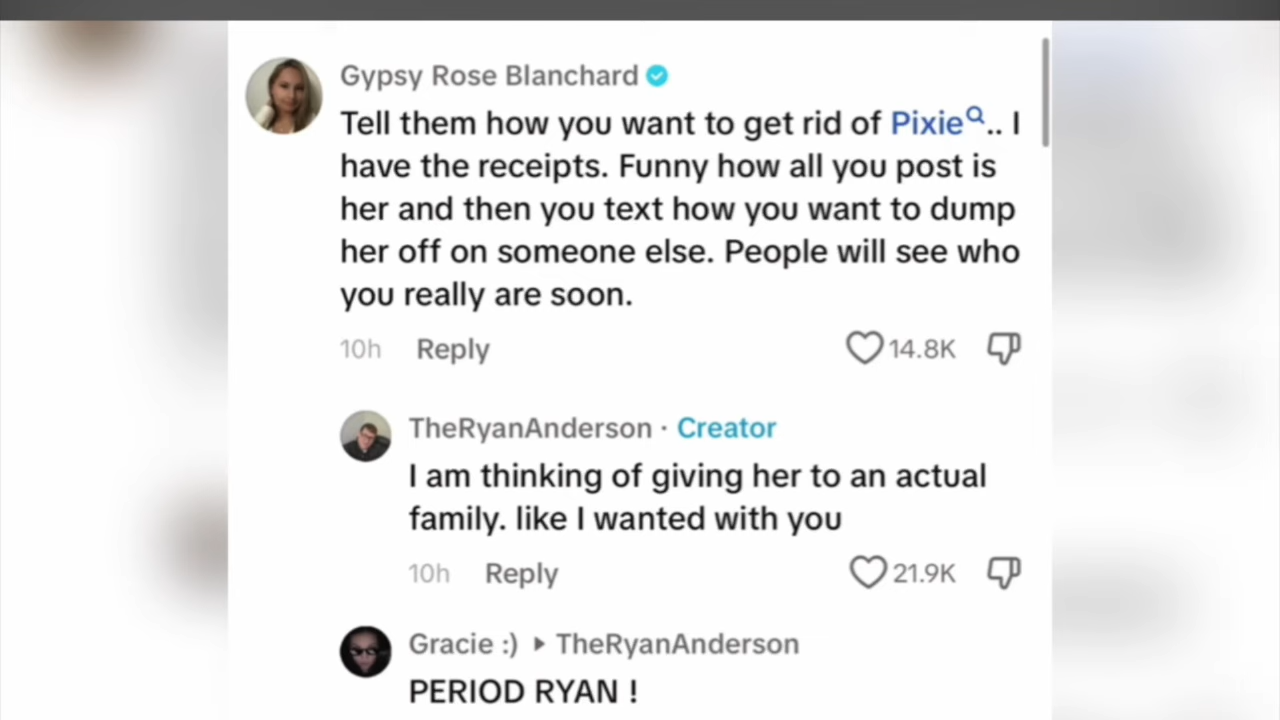 Gypsy Rose Blanchard
Tell them how you want to get rid of Pixie.. I
have the receipts. Funny how all you post is
her and then you text how you want to dump
her off on someone else. People will see who
you really are soon.
10h Reply 14.8K
TheRyanAnderson · Creator
I am thinking of giving her to an actual
family. like I wanted with you
10h Reply 21.9K
Gracie :) ▸ TheRyanAnderson
PERIOD RYAN !